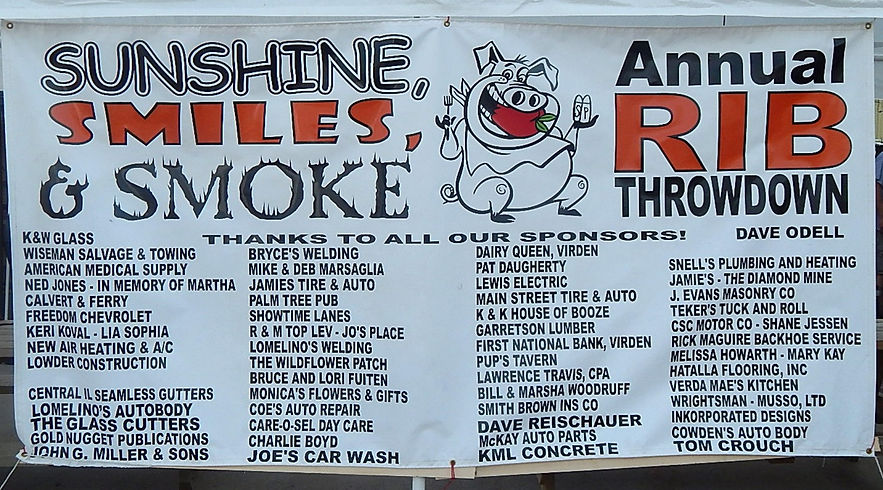 SUNSHINE,
SMILES,
& SMOKE
S P
Annual
RIB
THROWDOWN
THANKS TO ALL OUR SPONSORS!
K&W GLASS
WISEMAN SALVAGE & TOWING
AMERICAN MEDICAL SUPPLY
NED JONES - IN MEMORY OF MARTHA
CALVERT & FERRY
FREEDOM CHEVROLET
KERI KOVAL - LIA SOPHIA
NEW AIR HEATING & A/C
LOWDER CONSTRUCTION
CENTRAL IL SEAMLESS GUTTERS
LOMELINO'S AUTOBODY
THE GLASS CUTTERS
GOLD NUGGET PUBLICATIONS
JOHN G. MILLER & SONS
BRYCE'S WELDING
MIKE & DEB MARSAGLIA
JAMIES TIRE & AUTO
PALM TREE PUB
SHOWTIME LANES
R & M TOP LEV - JO'S PLACE
LOMELINO'S WELDING
THE WILDFLOWER PATCH
BRUCE AND LORI FUITEN
MONICA'S FLOWERS & GIFTS
COE'S AUTO REPAIR
CARE-O-SEL DAY CARE
CHARLIE BOYD
JOE'S CAR WASH
DAIRY QUEEN, VIRDEN
PAT DAUGHERTY
LEWIS ELECTRIC
MAIN STREET TIRE & AUTO
K & K HOUSE OF BOOZE
GARRETSON LUMBER
FIRST NATIONAL BANK, VIRDEN
PUP'S TAVERN
LAWRENCE TRAVIS, CPA
BILL & MARSHA WOODRUFF
SMITH BROWN INS CO
DAVE REISCHAUER
McKAY AUTO PARTS
KML CONCRETE
DAVE ODELL
SNELL'S PLUMBING AND HEATING
JAMIE'S - THE DIAMOND MINE
J. EVANS MASONRY CO
TEKER'S TUCK AND ROLL
CSC MOTOR CO - SHANE JESSEN
RICK MAGUIRE BACKHOE SERVICE
MELISSA HOWARTH - MARY KAY
HATALLA FLOORING, INC
VERDA MAE'S KITCHEN
WRIGHTSMAN - MUSSO, LTD
INKORPORATED DESIGNS
COWDEN'S AUTO BODY
TOM CROUCH